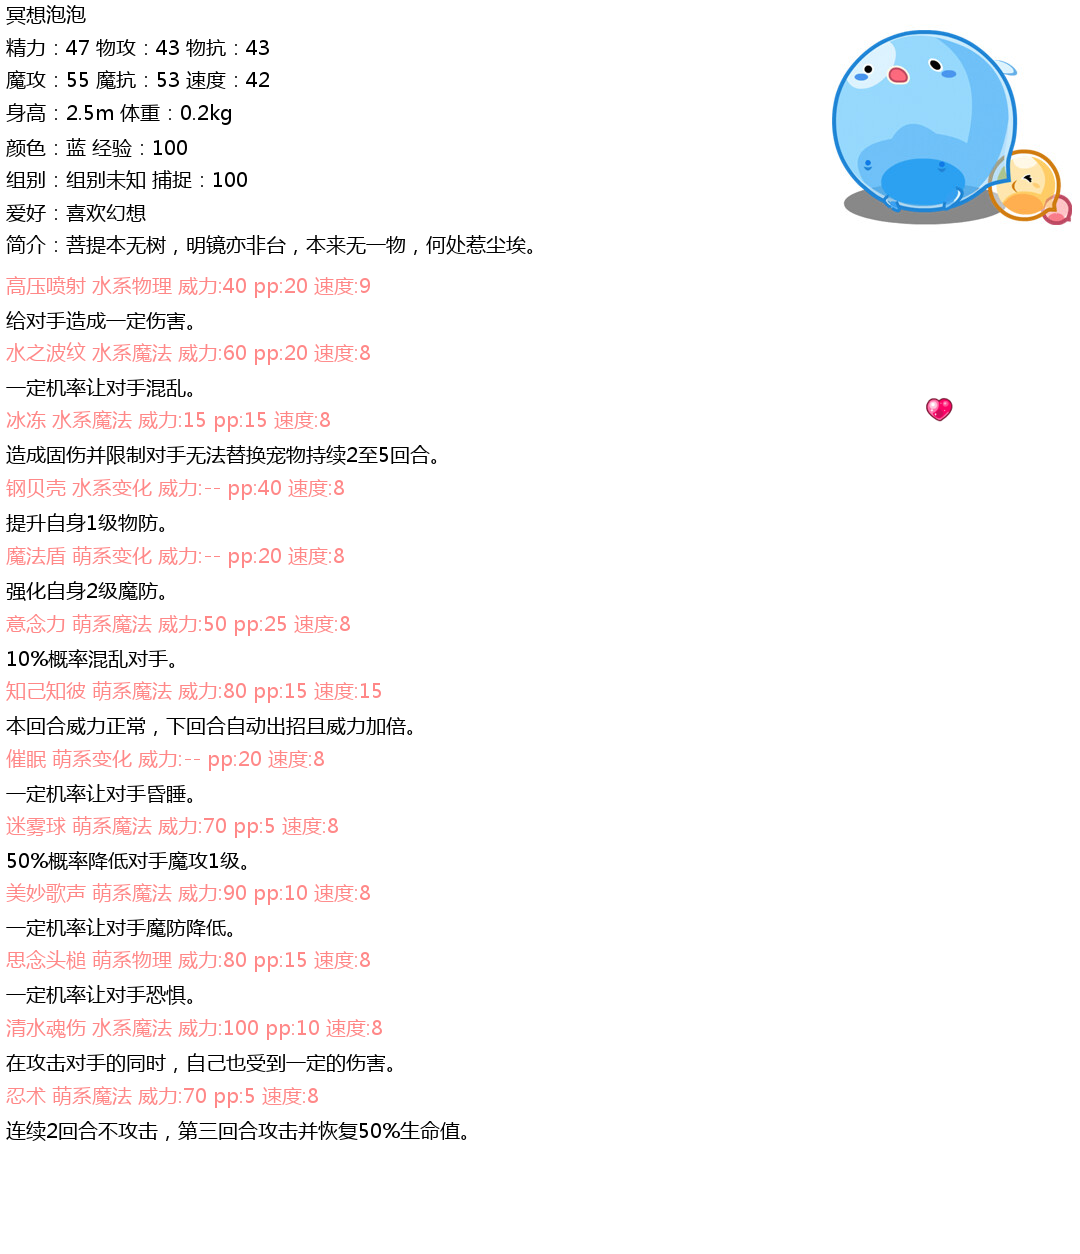 冥想泡泡
精力：47 物攻：43 物抗：43
魔攻：55 魔抗：53 速度：42
身高：2.5m 体重：0.2kg
颜色：蓝 经验：100
组别：组别未知 捕捉：100
爱好：喜欢幻想
简介：菩提本无树，明镜亦非台，本来无一物，何处惹尘埃。
高压喷射 水系物理 威力:40 pp:20 速度:9
给对手造成一定伤害。
水之波纹 水系魔法 威力:60 pp:20 速度:8
一定机率让对手混乱。
冰冻 水系魔法 威力:15 pp:15 速度:8
造成固伤并限制对手无法替换宠物持续2至5回合。
钢贝壳 水系变化 威力:-- pp:40 速度:8
提升自身1级物防。
魔法盾 萌系变化 威力:-- pp:20 速度:8
强化自身2级魔防。
意念力 萌系魔法 威力:50 pp:25 速度:8
10%概率混乱对手。
知己知彼 萌系魔法 威力:80 pp:15 速度:15
本回合威力正常，下回合自动出招且威力加倍。
催眠 萌系变化 威力:-- pp:20 速度:8
一定机率让对手昏睡。
迷雾球 萌系魔法 威力:70 pp:5 速度:8
50%概率降低对手魔攻1级。
美妙歌声 萌系魔法 威力:90 pp:10 速度:8
一定机率让对手魔防降低。
思念头槌 萌系物理 威力:80 pp:15 速度:8
一定机率让对手恐惧。
清水魂伤 水系魔法 威力:100 pp:10 速度:8
在攻击对手的同时，自己也受到一定的伤害。
忍术 萌系魔法 威力:70 pp:5 速度:8
连续2回合不攻击，第三回合攻击并恢复50%生命值。